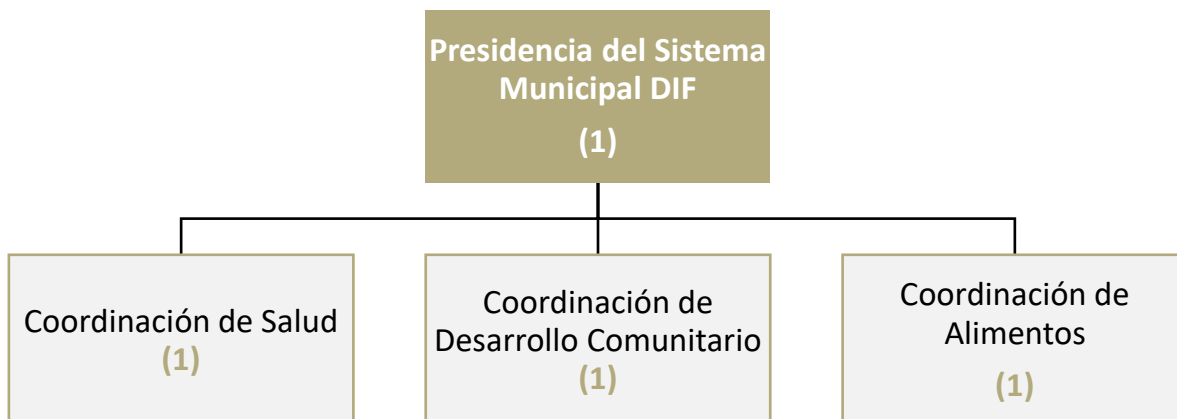 Presidencia del Sistema
Municipal DIF
(1)
Coordinación de Salud
(1)
Coordinación de
Desarrollo Comunitario
(1)
Coordinación de
Alimentos
(1)